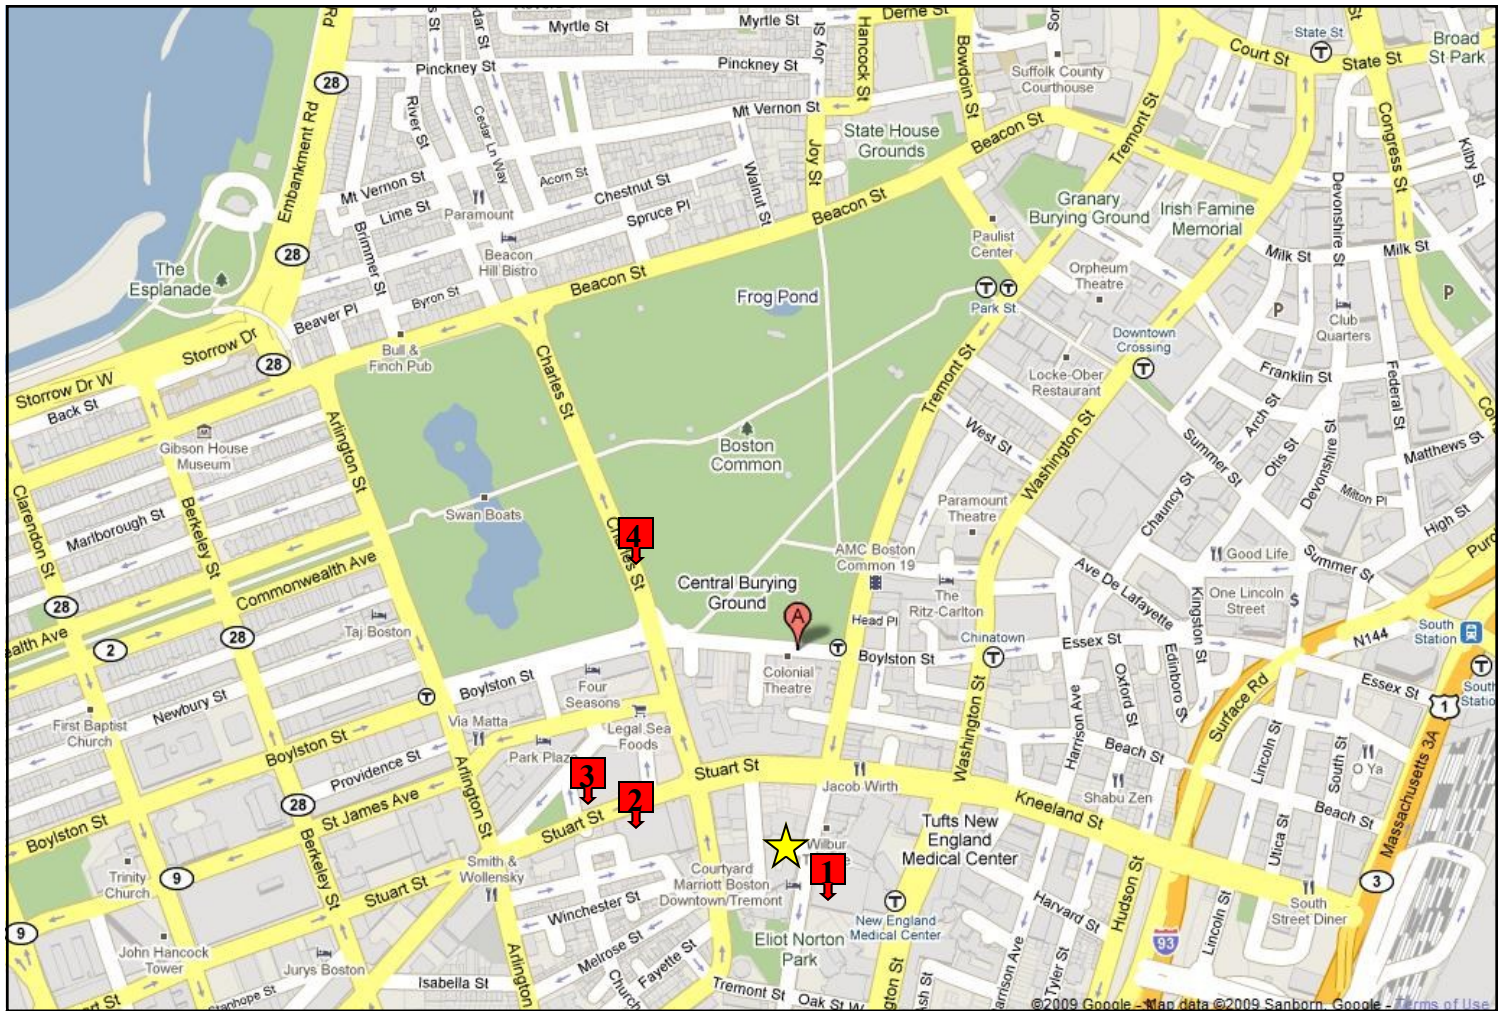 Myrtle St
Myrtle St
Derne St
Joy St
Hancock St
Bowdoin St
State St
Court St
State St
Broad
St Park
Pinckney St
Pinckney St
28
Suffolk County
Courthouse
Embankment Rd
River St
Cedar Ln Way
Mt Vernon St
State House
Grounds
Beacon St
Tremont St
Congress St
Kilby St
Joy St
Mt Vernon St
Acorn St
Chestnut St
Walnut St
Lime St
Paramount
Spruce Pl
Beacon St
Granary
Burying Ground
Irish Famine
Memorial
Devonshire St
Brimmer St
Beacon
Hill Bistro
Paulist
Center
Milk St
Milk St
28
The
Esplanade
Beacon St
Byron St
Frog Pond
Orpheum
Theatre
Park St
P
P
Club
Quarters
Beaver Pl
Storrow Dr
28
Bull &
Finch Pub
Downtown
Crossing
Storrow Dr W
Back St
Charles St
Tremont St
Locke-Ober
Restaurant
Franklin St
Federal St
Gibson House
Museum
Arlington St
Boston
Common
West St
Washington St
Summer St
Arch St
Otis St
Devonshire St
Matthews St
Clarendon St
Berkeley St
Marlborough St
Swan Boats
Paramount
Theatre
Chauncy St
Milton Pl
High St
4
Charles St
AMC Boston
Common 19
Good Life
Summer St
Commonwealth Ave
Central Burying
Ground
The
Ritz-Carlton
Ave De Lafayette
Kingston St
One Lincoln
Street
$
28
A
Head Pl
Taj Boston
28
2
Colonial
Theatre
Boylston St
Chinatown
Essex St
Edinboro St
N144
South
Station
Boylston St
Four
Seasons
Oxford St
Harrison Ave
Surface Rd
Essex St
1
First Baptist
Church
Newbury St
Via Matta
Legal Sea
Foods
Washington St
Beach St
Lincoln St
South St
O Ya
Massachusetts 3A
Boylston St
Providence St
Park Plaza
3
2
Stuart St
Jacob Wirth
Shabu Zen
Kneeland St
Beach St
28
St James Ave
Arlington St
Stuart St
Tufts New
England
Medical Center
Utica St
Boylston St
Berkeley St
Smith &
Wollensky
Courtyard
Marriott Boston
Downtown/Tremont
Wilbur
1
Trinity
Church
9
Stuart St
Winchester St
Hudson St
Harvard St
3
South
Street Diner
9
New England
Medical Center
Lincoln St
John Hancock
Tower
Jurys Boston
Melrose St
Fayette St
Eliot Norton
Park
93
Arlington
Isabella St
Church
Tremont St
Oak St W
Tyler St
Stanhope St
©2009 Google - Map data ©2009 Sanborn, Google - Terms of Use